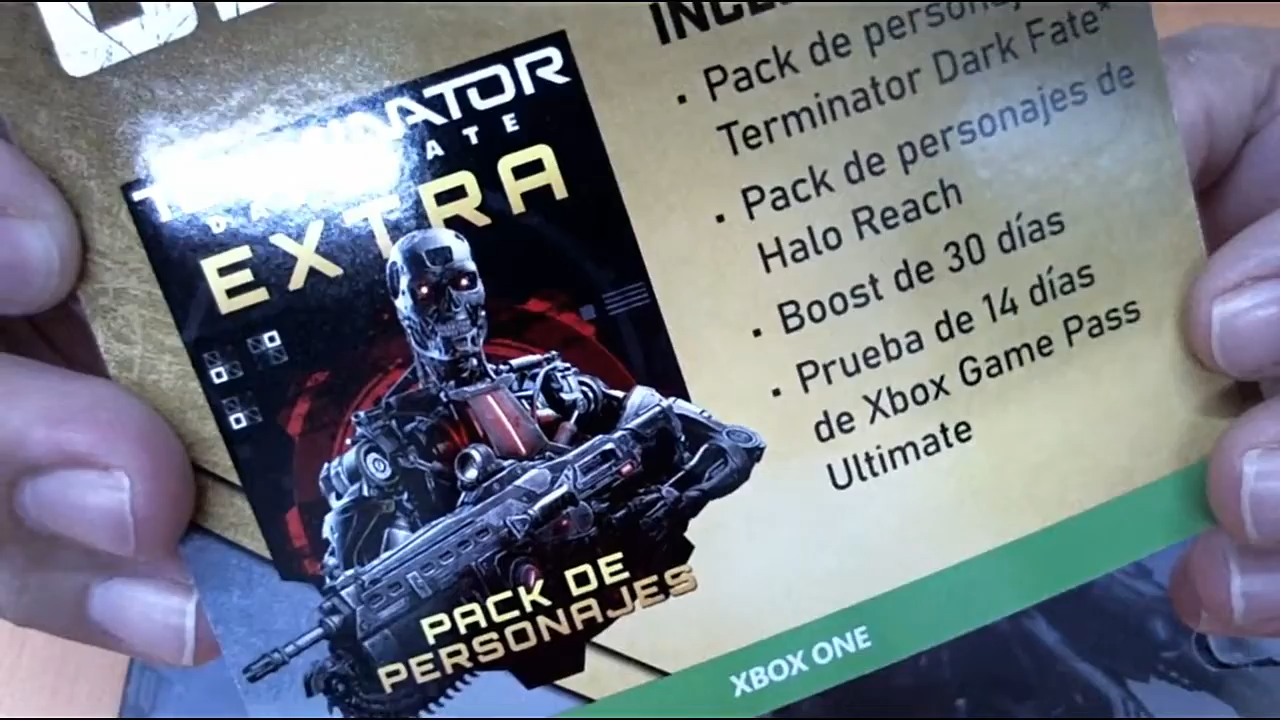 TERMINATOR
EXTRA
PACK DE
PERSONAJES
· Pack de
Terminator Dark Fate*
· Pack de personajes de
Halo Reach
· Boost de 30 días
· Prueba de 14 días
de Xbox Game Pass
Ultimate
XBOX ONE